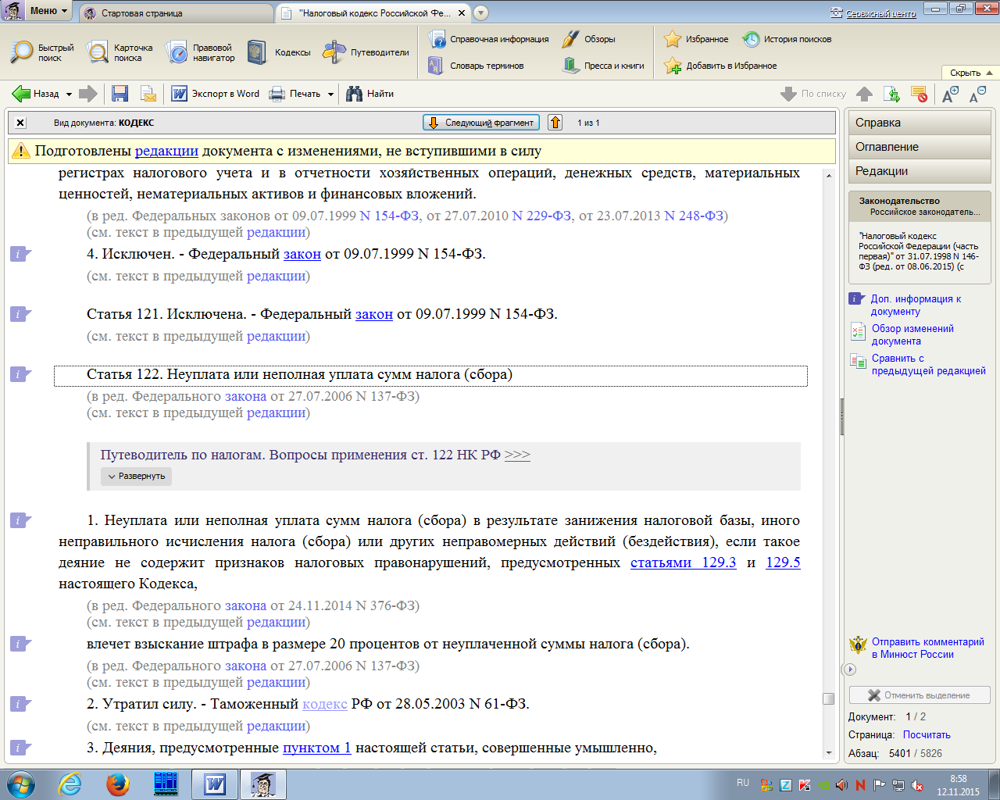 Меню
Стартовая страница
"Налоговый кодекс Российской Фе...
Сервисный центр
Быстрый
поиск
Карточка
поиска
Правовой
навигатор
Кодексы
Путеводители
Справочная информация
Словарь терминов
Обзоры
Пресса и книги
Избранное
История поисков
Добавить в Избранное
Скрыть
Назад
Экспорт в Word
Печать
Найти
По списку
Вид документа: КОДЕКС
Следующий фрагмент
1 из 1
Подготовлены редакции документа с изменениями, не вступившими в силу
регистрах налогового учета и в отчетности хозяйственных операций, денежных средств, материальных
ценностей, нематериальных активов и финансовых вложений.
(в ред. Федеральных законов от 09.07.1999 N 154-ФЗ, от 27.07.2010 N 229-ФЗ, от 23.07.2013 N 248-ФЗ)
(см. текст в предыдущей редакции)
4. Исключен. - Федеральный закон от 09.07.1999 N 154-ФЗ.
(см. текст в предыдущей редакции)
Статья 121. Исключена. - Федеральный закон от 09.07.1999 N 154-ФЗ.
(см. текст в предыдущей редакции)
Статья 122. Неуплата или неполная уплата сумм налога (сбора)
(в ред. Федерального закона от 27.07.2006 N 137-ФЗ)
(см. текст в предыдущей редакции)
Путеводитель по налогам. Вопросы применения ст. 122 НК РФ >>>
Развернуть
1. Неуплата или неполная уплата сумм налога (сбора) в результате занижения налоговой базы, иного
неправильного исчисления налога (сбора) или других неправомерных действий (бездействия), если такое
деяние не содержит признаков налоговых правонарушений, предусмотренных статьями 129.3 и 129.5
настоящего Кодекса,
(в ред. Федерального закона от 24.11.2014 N 376-ФЗ)
(см. текст в предыдущей редакции)
влечет взыскание штрафа в размере 20 процентов от неуплаченной суммы налога (сбора).
(в ред. Федерального закона от 27.07.2006 N 137-ФЗ)
(см. текст в предыдущей редакции)
2. Утратил силу. - Таможенный кодекс РФ от 28.05.2003 N 61-ФЗ.
(см. текст в предыдущей редакции)
3. Деяния, предусмотренные пунктом 1 настоящей статьи, совершенные умышленно,
Справка
Оглавление
Редакции
Законодательство
Российское законодатель...
"Налоговый кодекс
Российской Федерации (часть
первая)" от 31.07.1998 N 146-
ФЗ (ред. от 08.06.2015) (с
Доп. информация к
документу
Обзор изменений
документа
Сравнить с
предыдущей редакцией
Отправить комментарий
в Минюст России
Отменить выделение
Документ: 1 / 2
Страница: Посчитать
Абзац: 5401 / 5826
RU
8:58
12.11.2015